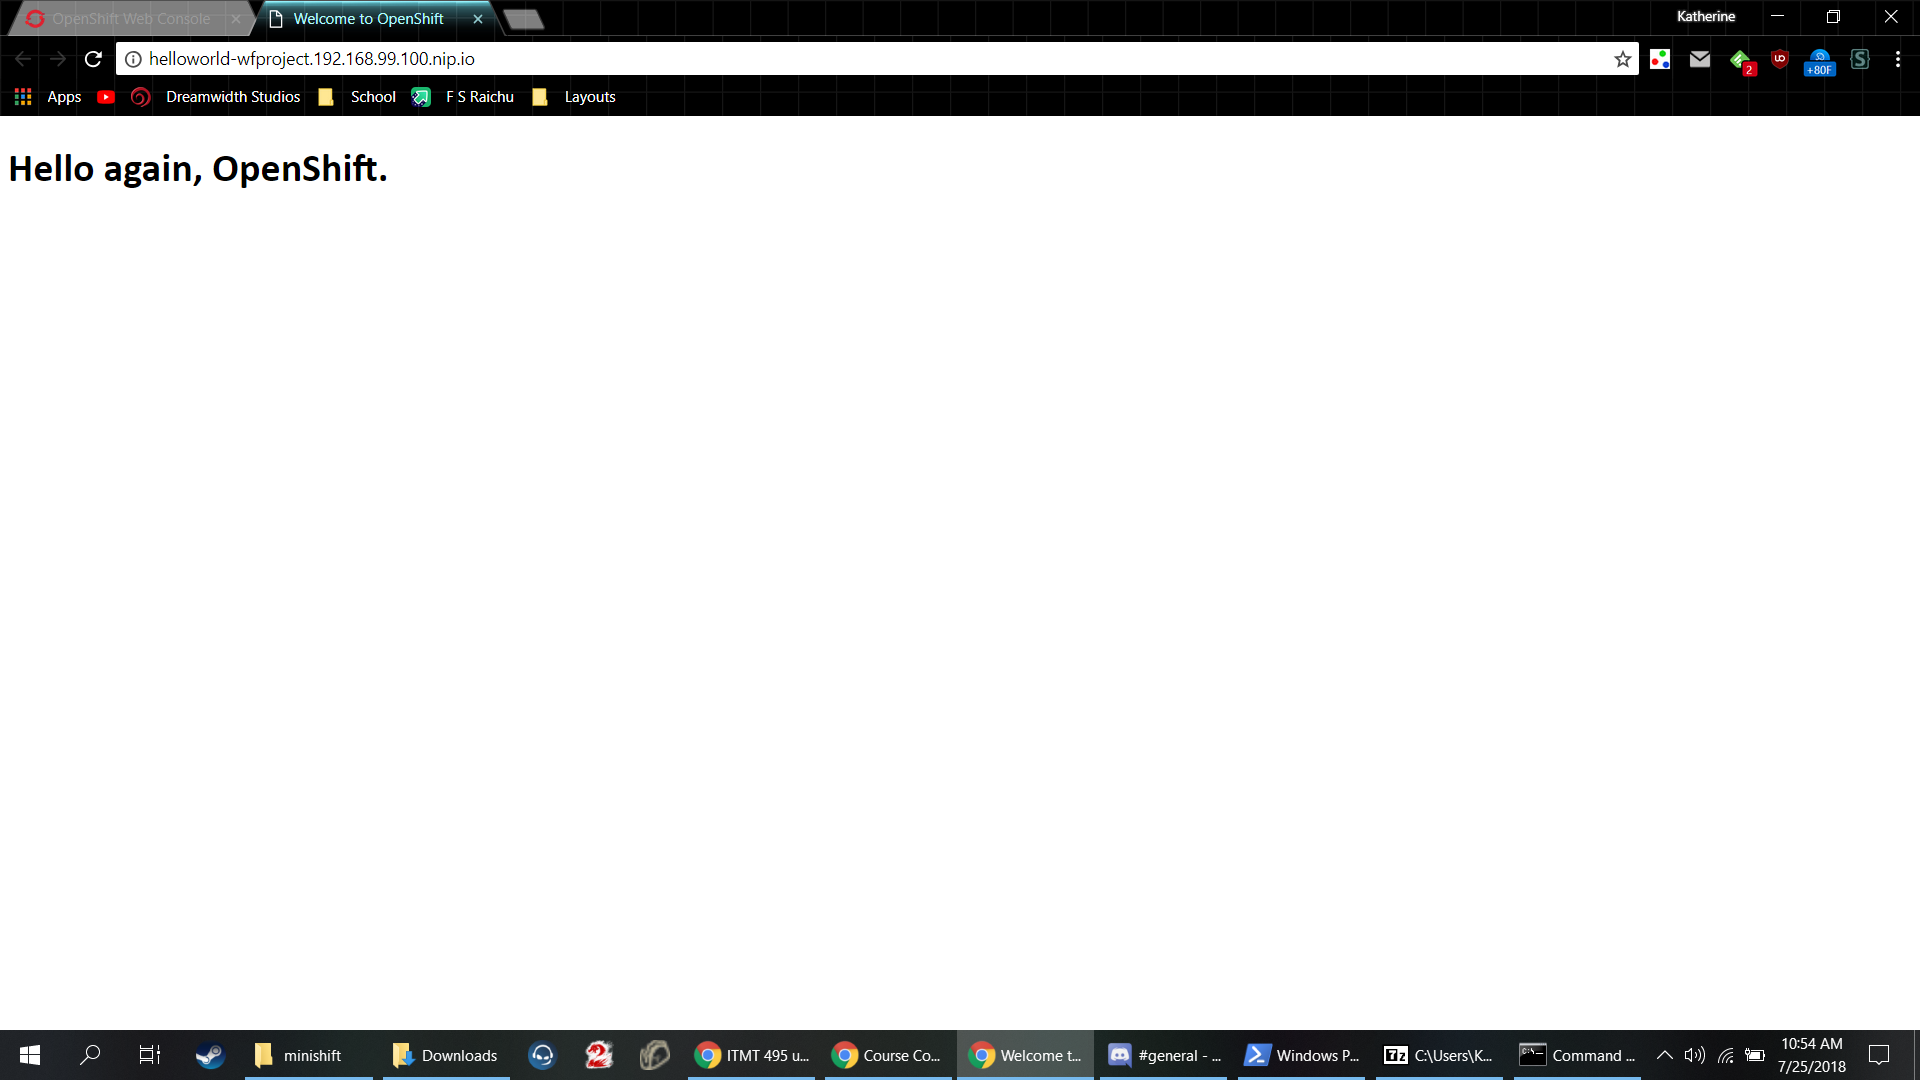 OpenShift Web Console
Welcome to OpenShift
Katherine
helloworld-wfproject.192.168.99.100.nip.io
2
+80F
S
Apps
Dreamwidth Studios
School
F S Raichu
Layouts
Hello again, OpenShift.
minishift
Downloads
ITMT 495 u...
Course Co...
Welcome t...
#general - ...
Windows P...
7z
C:\Users\K...
Command ...
10:54 AM
7/25/2018